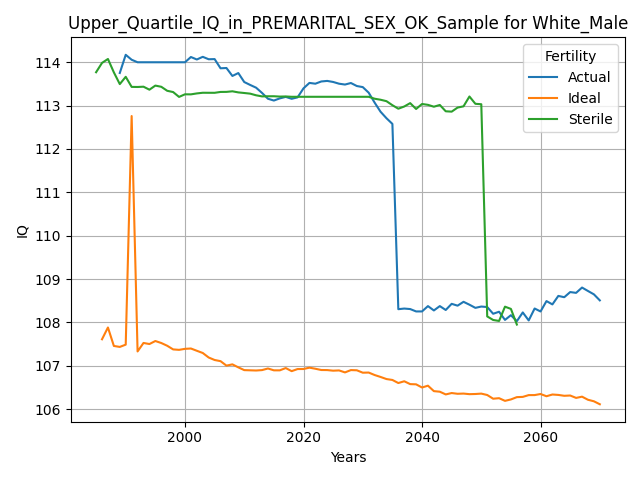 Upper_Quartile_IQ_in_PREMARITAL_SEX_OK_Sample for White_Male
Fertility
Actual
Ideal
Sterile
114
113
112
111
110
109
108
107
106
IQ
2000 2020 2040 2060
Years